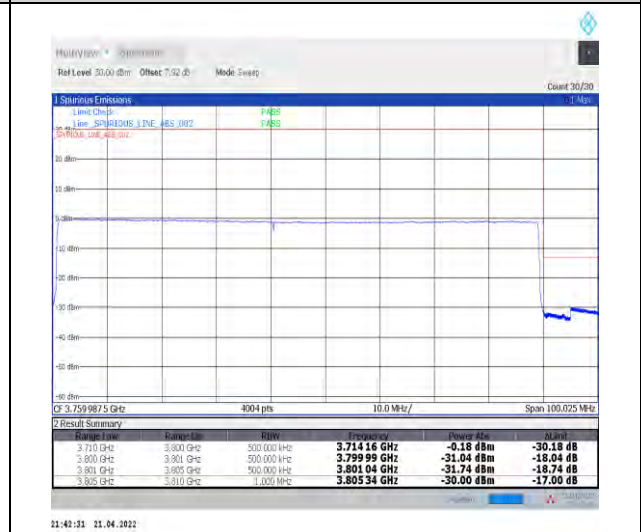 MultiView Spectrum
Ref Level 30.00 dBm Offset 7.92 dB Mode Sweep
Count 30/30
1 Spurious Emissions 1 Max
Limit Check PASS
Line _SPURIOUS_LINE_ABS_002 PASS
20 dBm
10 dBm
0 dBm
-10 dBm
-20 dBm
-30 dBm
-40 dBm
-50 dBm
-60 dBm
CF 3.7599875 GHz 4004 pts 10.0 MHz/ Span 100.025 MHz
2 Result Summary
Range Low Range Up RBW Frequency Power Abs ΔLimit
3.710 GHz 3.800 GHz 500.000 kHz 3.714 16 GHz -0.18 dBm -30.18 dB
3.800 GHz 3.801 GHz 500.000 kHz 3.799 99 GHz -31.04 dBm -18.04 dB
3.801 GHz 3.805 GHz 500.000 kHz 3.801 04 GHz -31.74 dBm -18.74 dB
3.805 GHz 3.810 GHz 1.000 MHz 3.805 34 GHz -30.00 dBm -17.00 dB
21:42:31 21.04.2022